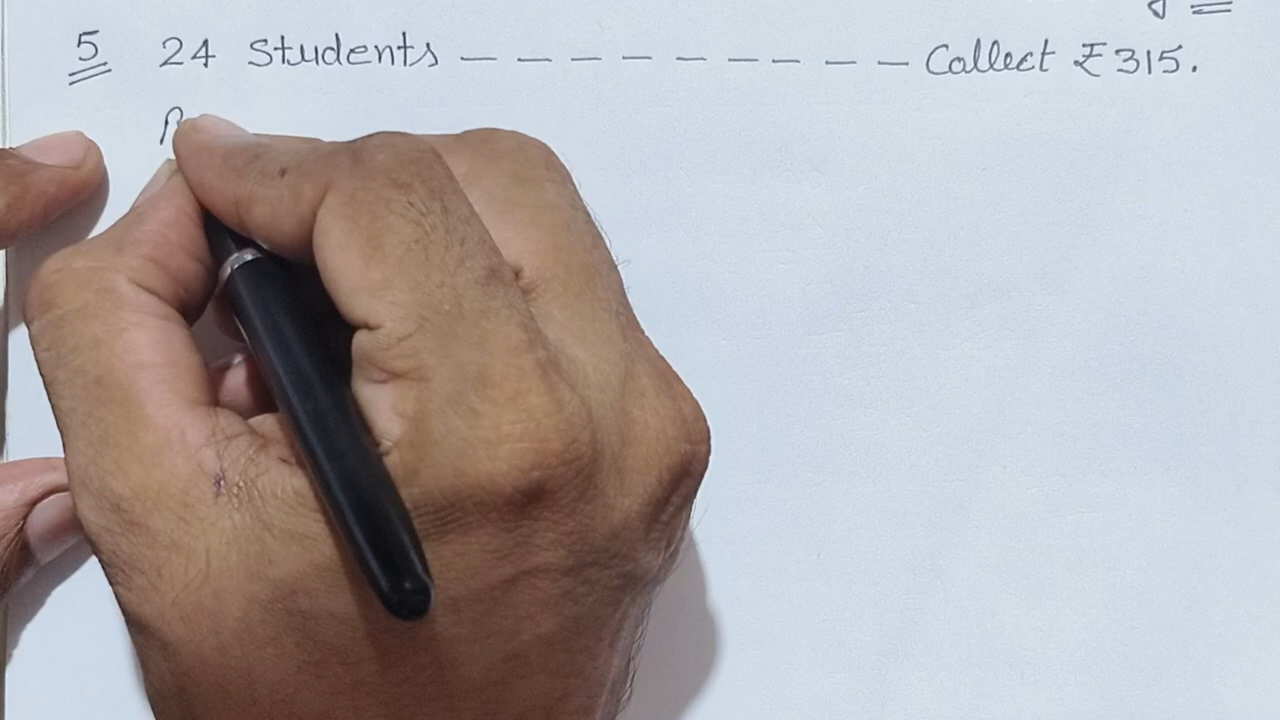 5 24 Students — — — — — — — — — Collect ₹ 315.